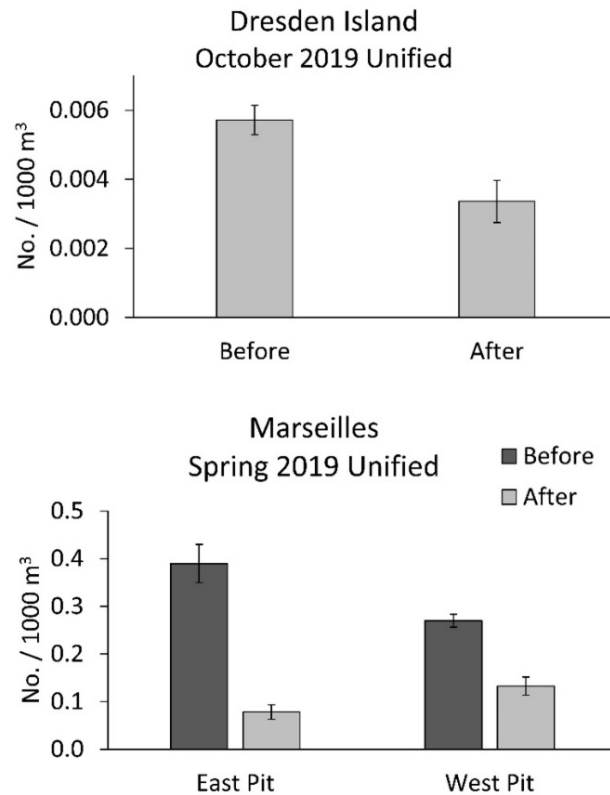 Dresden Island
October 2019 Unified
No. / 1000 m³
0.006
0.004
0.002
0.000
Before
After
Marseilles
Spring 2019 Unified
Before
After
No. / 1000 m³
0.5
0.4
0.3
0.2
0.1
0.0
East Pit
West Pit